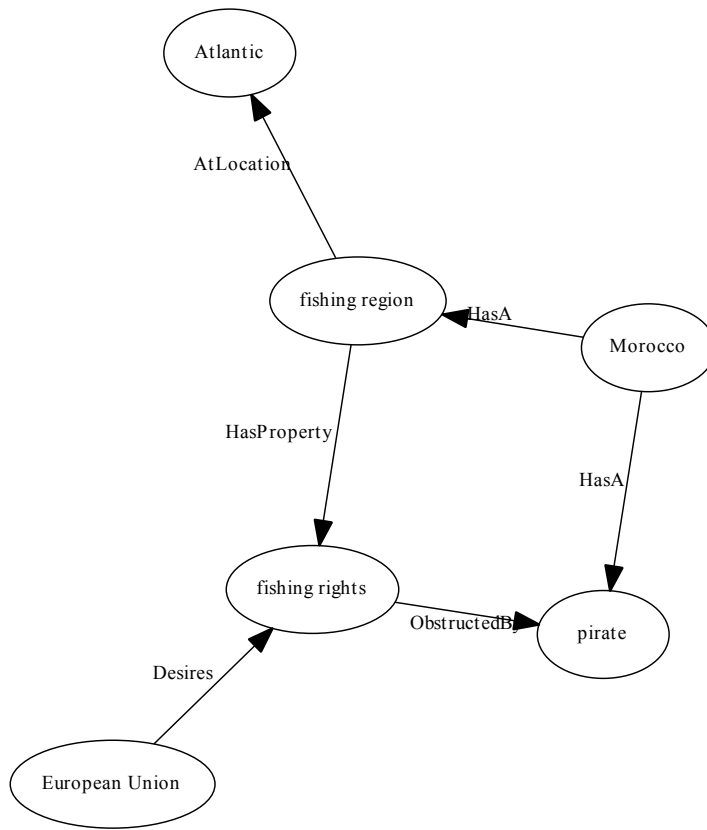 Atlantic
AtLocation
fishing region
HasA
Morocco
HasProperty
HasA
fishing rights
ObstructedBy
pirate
Desires
European Union